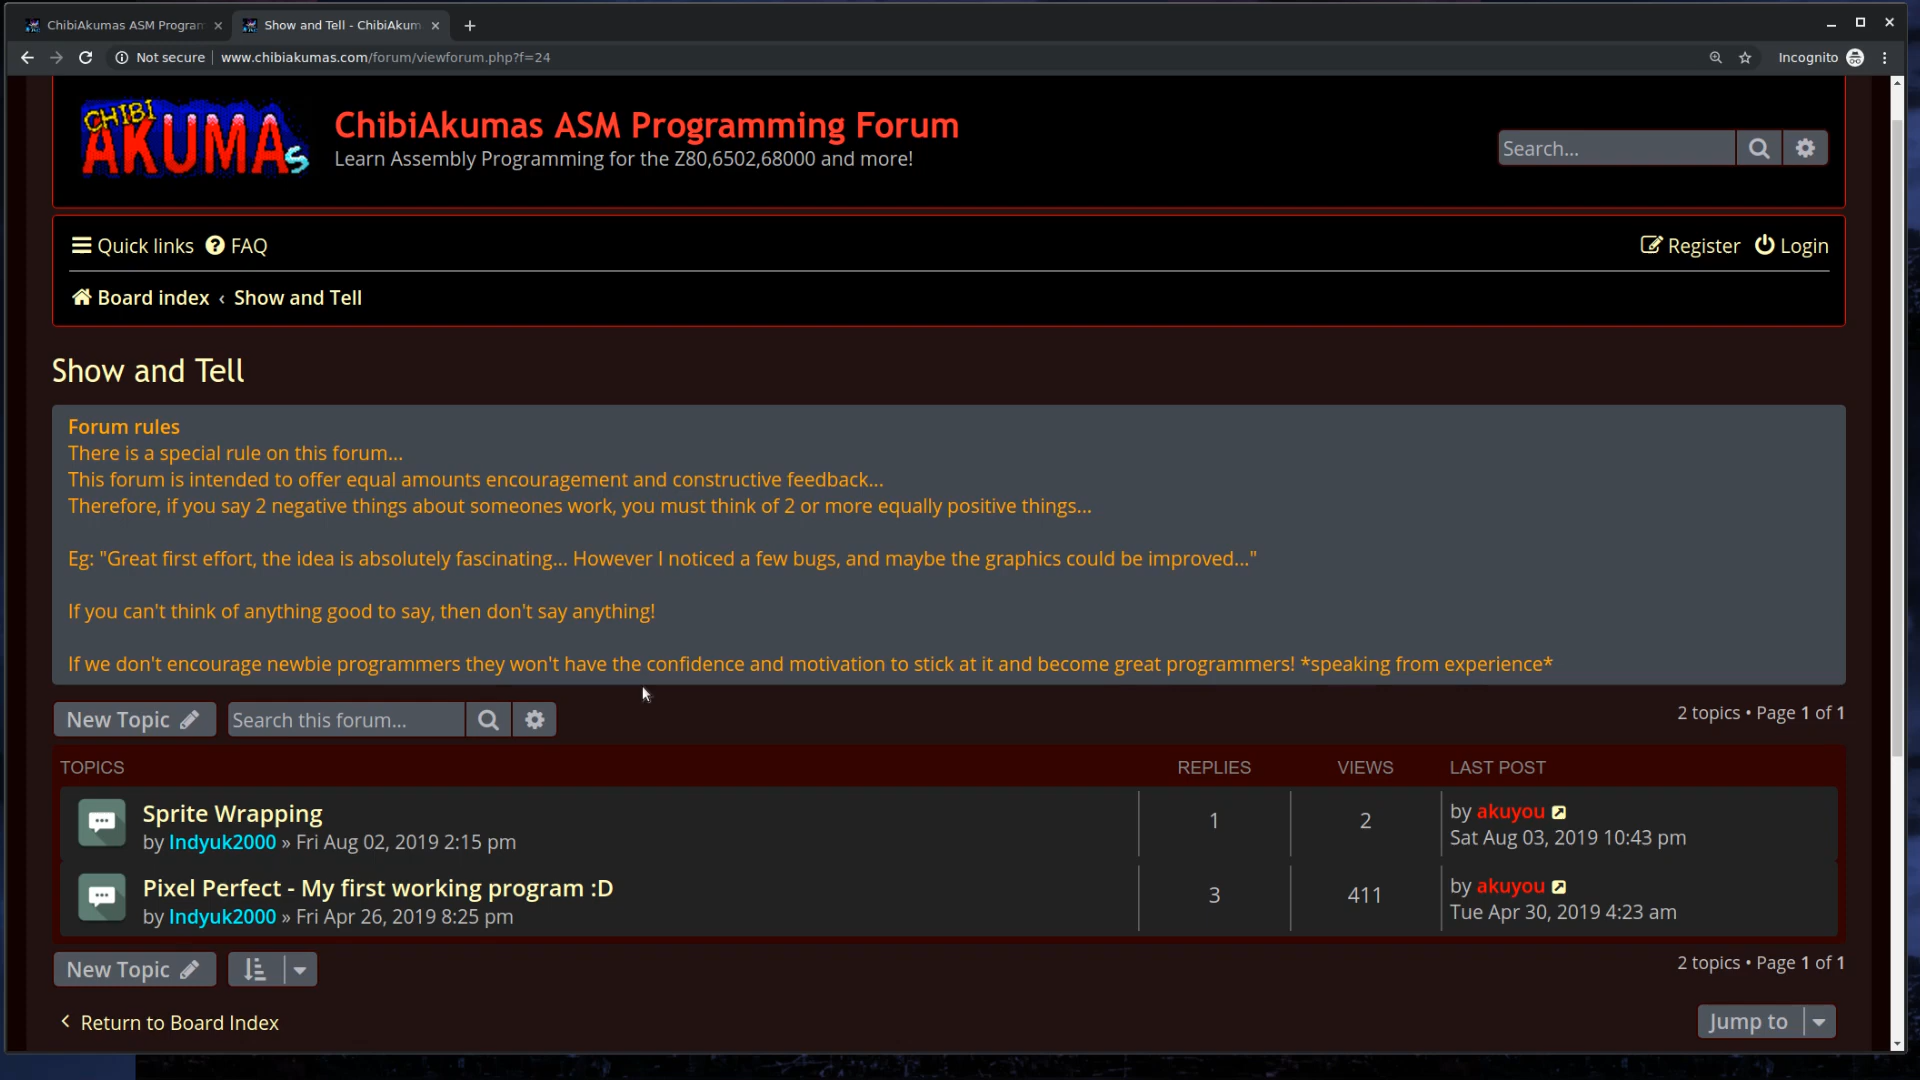 ChibiAkumas ASM Program
Show and Tell - ChibiAkum
Not secure
www.chibiakumas.com/forum/viewforum.php?f=24
Incognito
CHIBI
AKUMAs
ChibiAkumas ASM Programming Forum
Learn Assembly Programming for the Z80,6502,68000 and more!
Search...
Quick links
FAQ
Register
Login
Board index ‹ Show and Tell
Show and Tell
Forum rules
There is a special rule on this forum...
This forum is intended to offer equal amounts encouragement and constructive feedback...
Therefore, if you say 2 negative things about someones work, you must think of 2 or more equally positive things...
Eg: "Great first effort, the idea is absolutely fascinating... However I noticed a few bugs, and maybe the graphics could be improved..."
If you can't think of anything good to say, then don't say anything!
If we don't encourage newbie programmers they won't have the confidence and motivation to stick at it and become great programmers! *speaking from experience*
New Topic
Search this forum...
2 topics • Page 1 of 1
TOPICS REPLIES VIEWS LAST POST
Sprite Wrapping
by Indyuk2000 » Fri Aug 02, 2019 2:15 pm
1
2
by akuyou
Sat Aug 03, 2019 10:43 pm
Pixel Perfect - My first working program :D
by Indyuk2000 » Fri Apr 26, 2019 8:25 pm
3
411
by akuyou
Tue Apr 30, 2019 4:23 am
New Topic
2 topics • Page 1 of 1
Return to Board Index
Jump to